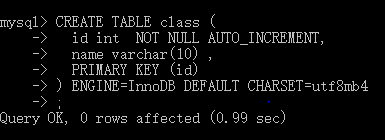 mysql> CREATE TABLE class (
    -> id int  NOT NULL AUTO_INCREMENT,
    -> name varchar(10) ,
    -> PRIMARY KEY (id)
    -> ) ENGINE=InnoDB DEFAULT CHARSET=utf8mb4
    -> ;
Query OK, 0 rows affected (0.99 sec)